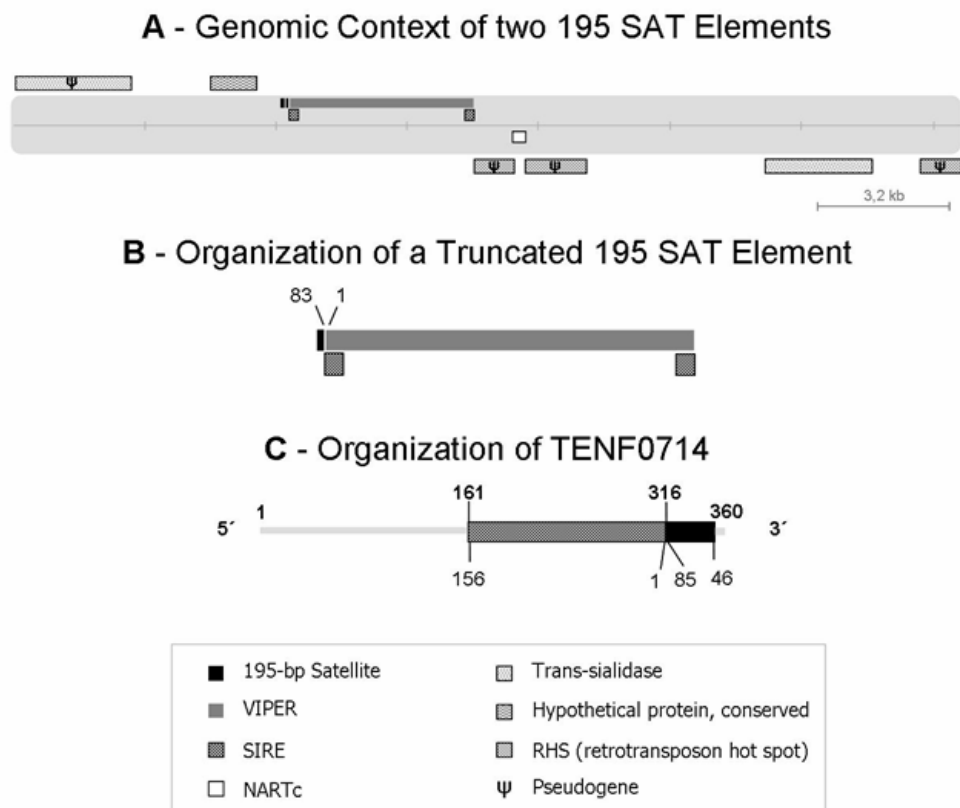 A - Genomic Context of two 195 SAT Elements
ψ
ψ ψ ψ
3,2 kb
B - Organization of a Truncated 195 SAT Element
83 1
C - Organization of TENF0714
161 316
1 360
5´ 3´
156 1 85 46
195-bp Satellite
VIPER
SIRE
NARTc
Trans-sialidase
Hypothetical protein, conserved
RHS (retrotransposon hot spot)
ψ Pseudogene